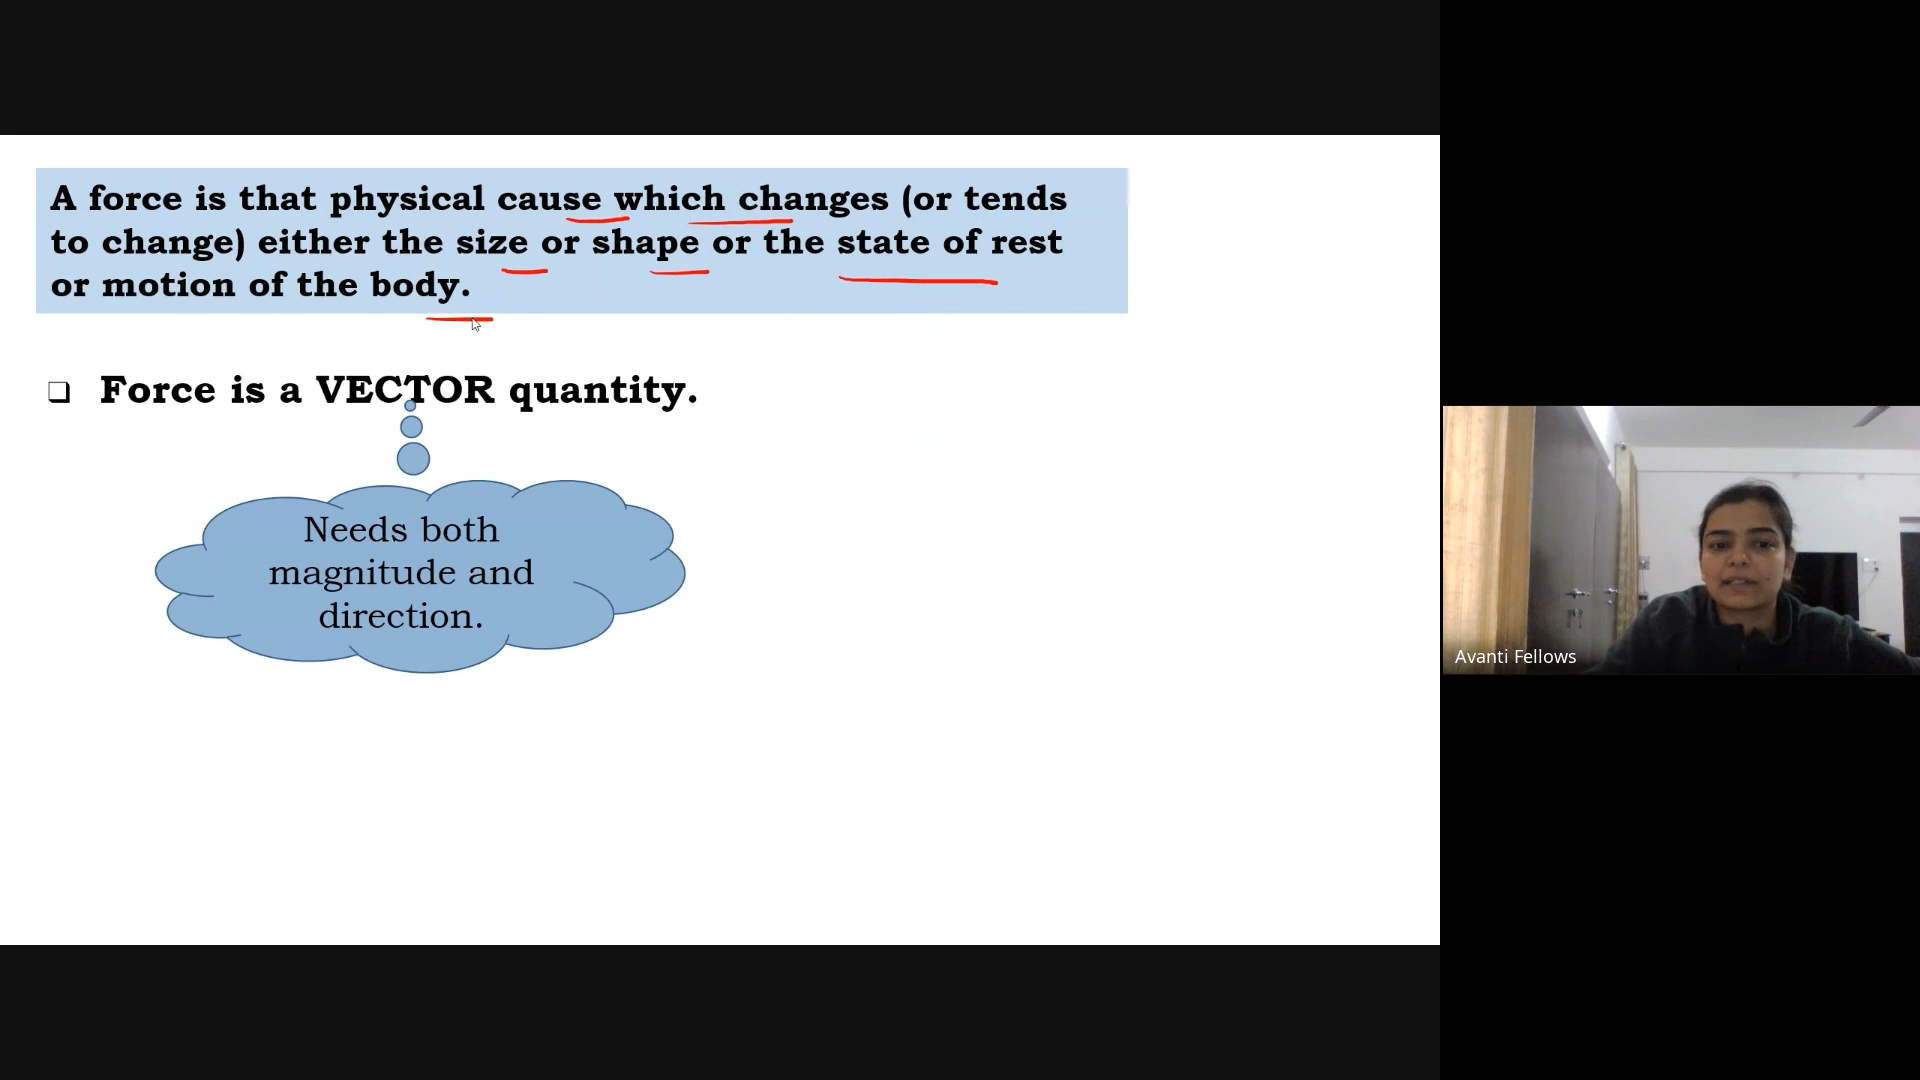 A force is that physical cause which changes (or tends
to change) either the size or shape or the state of rest
or motion of the body.
❑ Force is a VECTOR quantity.
Needs both
magnitude and
direction.
Avanti Fellows